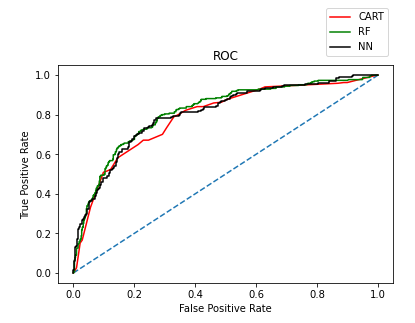 CART
RF
NN
ROC
1.0
0.8
0.6
0.4
0.2
0.0
True Positive Rate
0.0 0.2 0.4 0.6 0.8 1.0
False Positive Rate